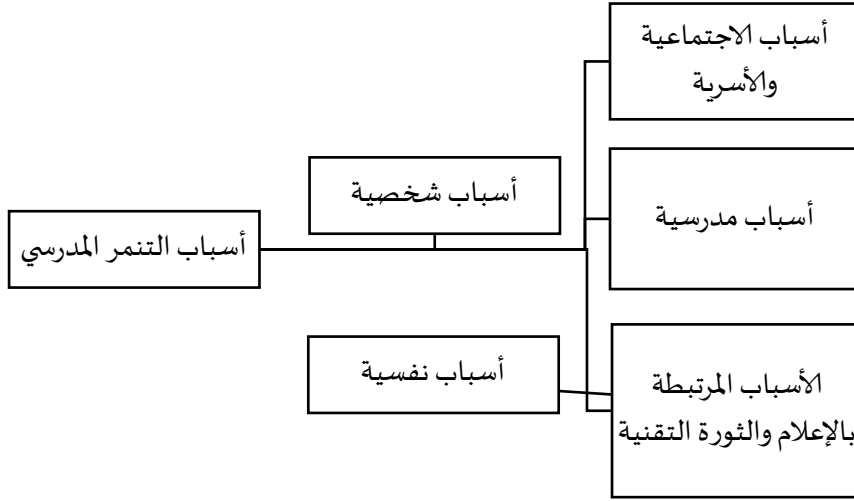 أسباب الاجتماعية
والأسرية
أسباب شخصية
أسباب مدرسية
أسباب التنمر المدرسي
أسباب نفسية
الأسباب المرتبطة
بالإعلام والثورة التقنية